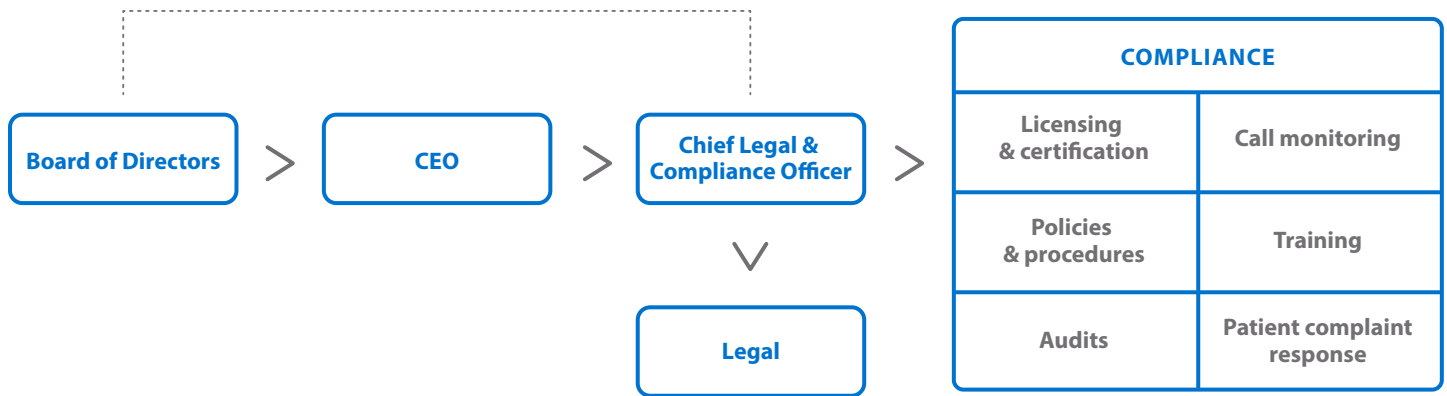 Board of Directors
CEO
Chief Legal &
Compliance Officer
Legal
COMPLIANCE
Licensing
& certification
Call monitoring
Policies
& procedures
Training
Audits
Patient complaint
response